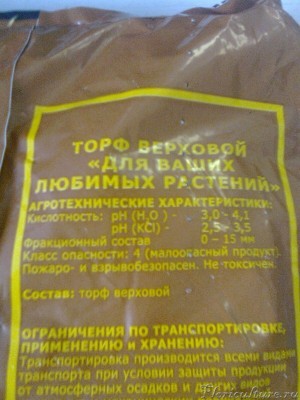 ТОРФ ВЕРХОВОЙ
«ДЛЯ ВАШИХ
ЛЮБИМЫХ РАСТЕНИЙ»
АГРОТЕХНИЧЕСКИЕ ХАРАКТЕРИСТИКИ:
Кислотность: pH (H₂O) - 3,0 – 4,1
pH (KCl) - 2,5 – 3,5
Фракционный состав 0 – 15 мм
Класс опасности: 4 (малоопасный продукт)
Пожаро- и взрывобезопасен. Не токсичен.
Состав: торф верховой
ОГРАНИЧЕНИЯ ПО ТРАНСПОРТИРОВКЕ,
ПРИМЕНЕНИЮ И ХРАНЕНИЮ:
Транспортировка производится всеми видами
транспорта при условии защиты продукции
от атмосферных осадков и других видов